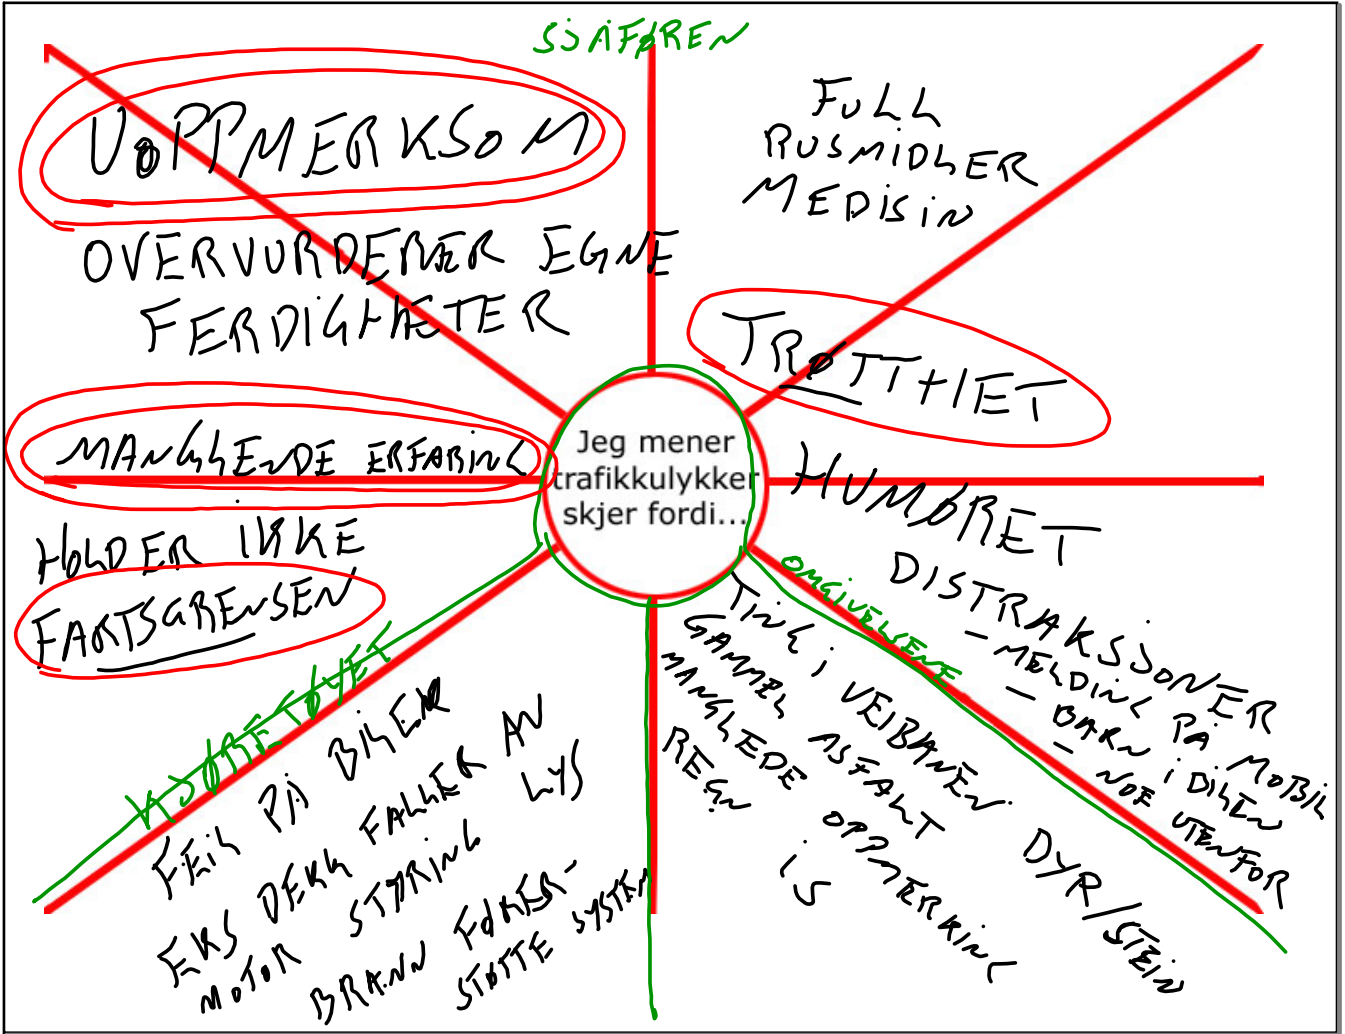 SJÅFØREN
UOPPMERKSOM
OVERVURDERER EGNE
FERDIGHETER
MANGLENDE ERFARING
HOLDER IKKE
FARTSGRENSEN
FULL
RUSMIDLER
MEDISIN
TRØTTHET
HUMØRET
DISTRAKSJONER
- MELDING PÅ MOBIL
- BARN i BILEN
- NOE UTENFOR
Jeg mener
trafikkulykker
skjer fordi...
OMGIVELSENE
TING i VEIBANEN DYR/STEIN
GAMMEL ASFALT
MANGLEDE OPPMERKING
REGN iS
KJØRETØYET
FEIL PÅ BILER
EKS DEKK FALLER AV
MOTOR STYRING LYS
BRANN FØRER-
STØTTE SYSTEM